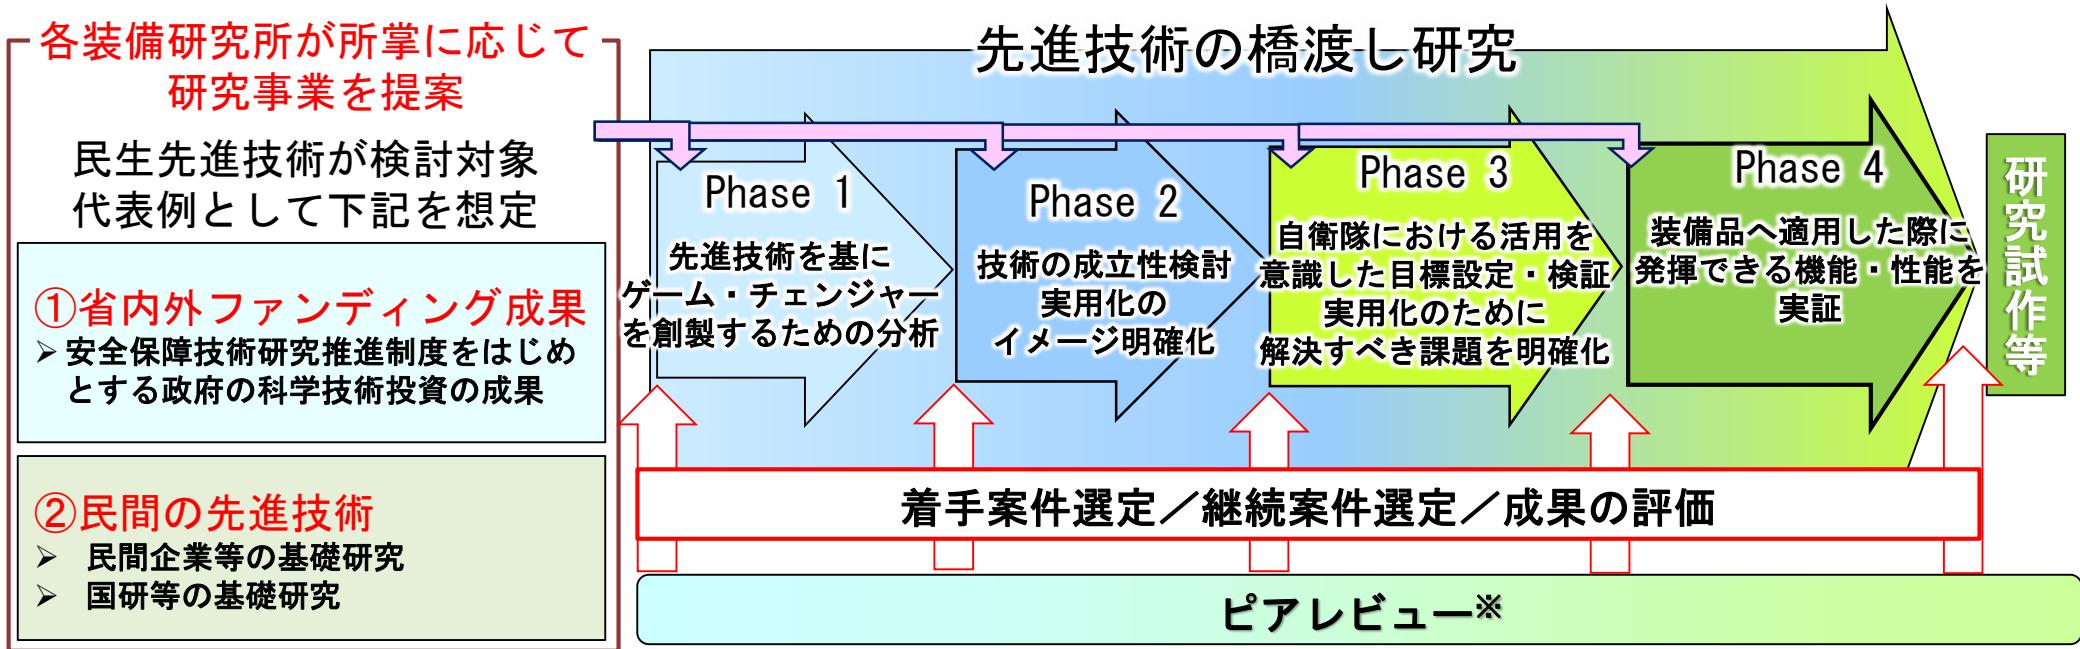 各装備研究所が所掌に応じて
研究事業を提案
民生先進技術が検討対象
代表例として下記を想定
①省内外ファンディング成果
➢安全保障技術研究推進制度をはじめ
とする政府の科学技術投資の成果
②民間の先進技術
➢ 民間企業等の基礎研究
➢ 国研等の基礎研究
先進技術の橋渡し研究
Phase 1
先進技術を基に
ゲーム・チェンジャー
を創製するための分析
Phase 2
技術の成立性検討
実用化の
イメージ明確化
Phase 3
自衛隊における活用を
意識した目標設定・検証
実用化のために
解決すべき課題を明確化
Phase 4
装備品へ適用した際に
発揮できる機能・性能を
実証
研究試作等
着手案件選定／継続案件選定／成果の評価
ピアレビュー※